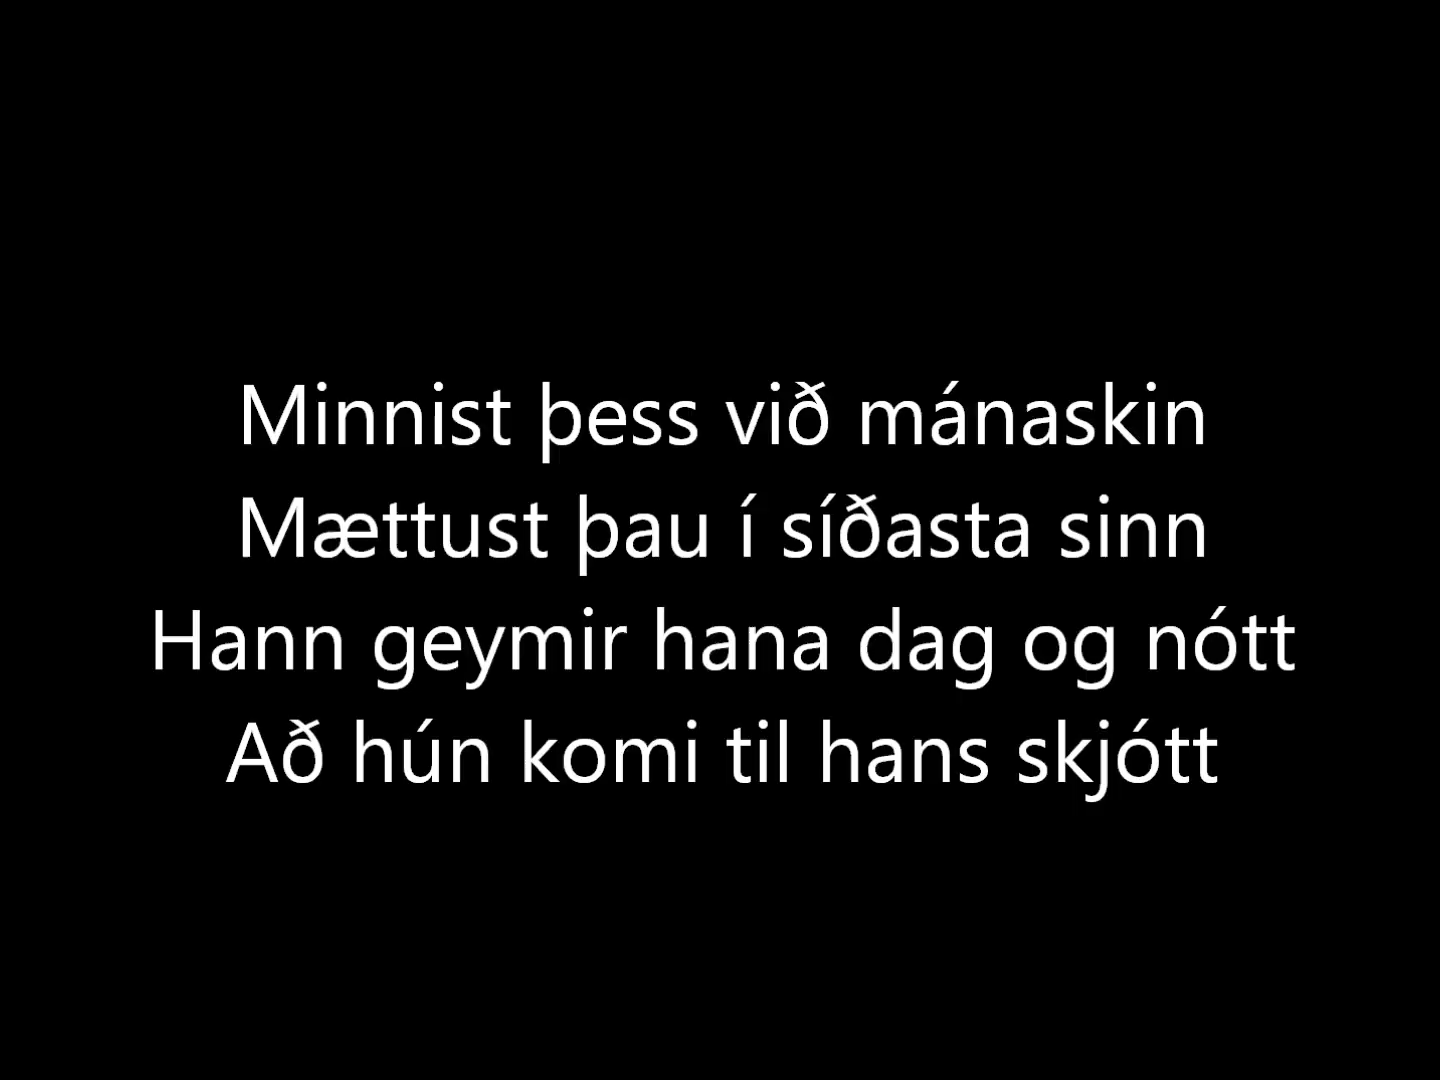 Minnist þess við mánaskin
Mættust þau í síðasta sinn
Hann geymir hana dag og nótt
Að hún komi til hans skjótt